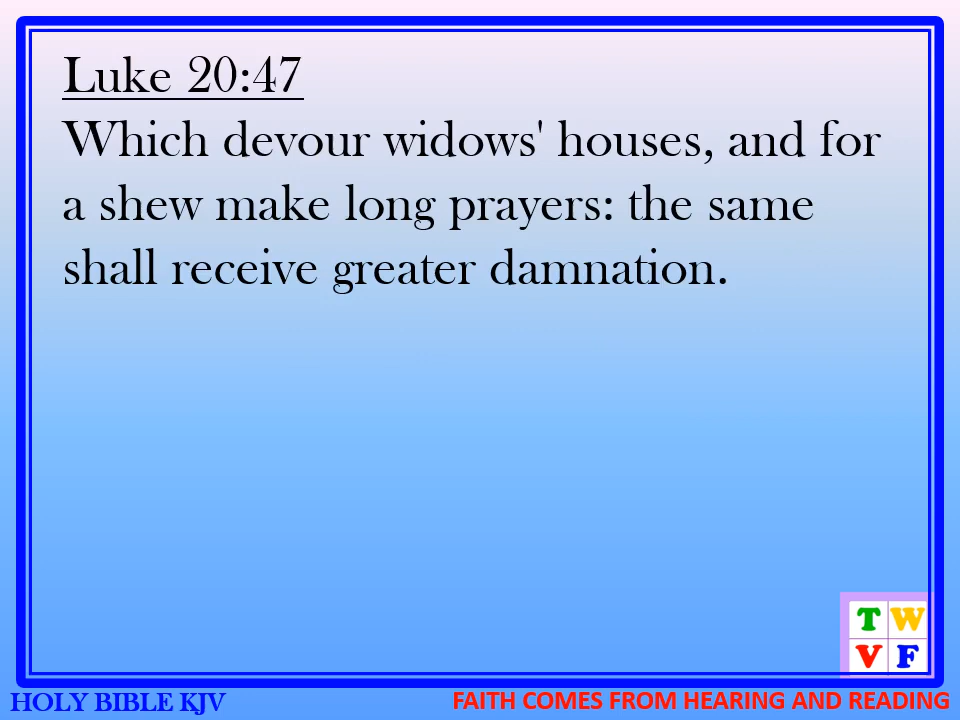 Luke 20:47
Which devour widows' houses, and for
a shew make long prayers: the same
shall receive greater damnation.
T W
V F
HOLY BIBLE KJV
FAITH COMES FROM HEARING AND READING